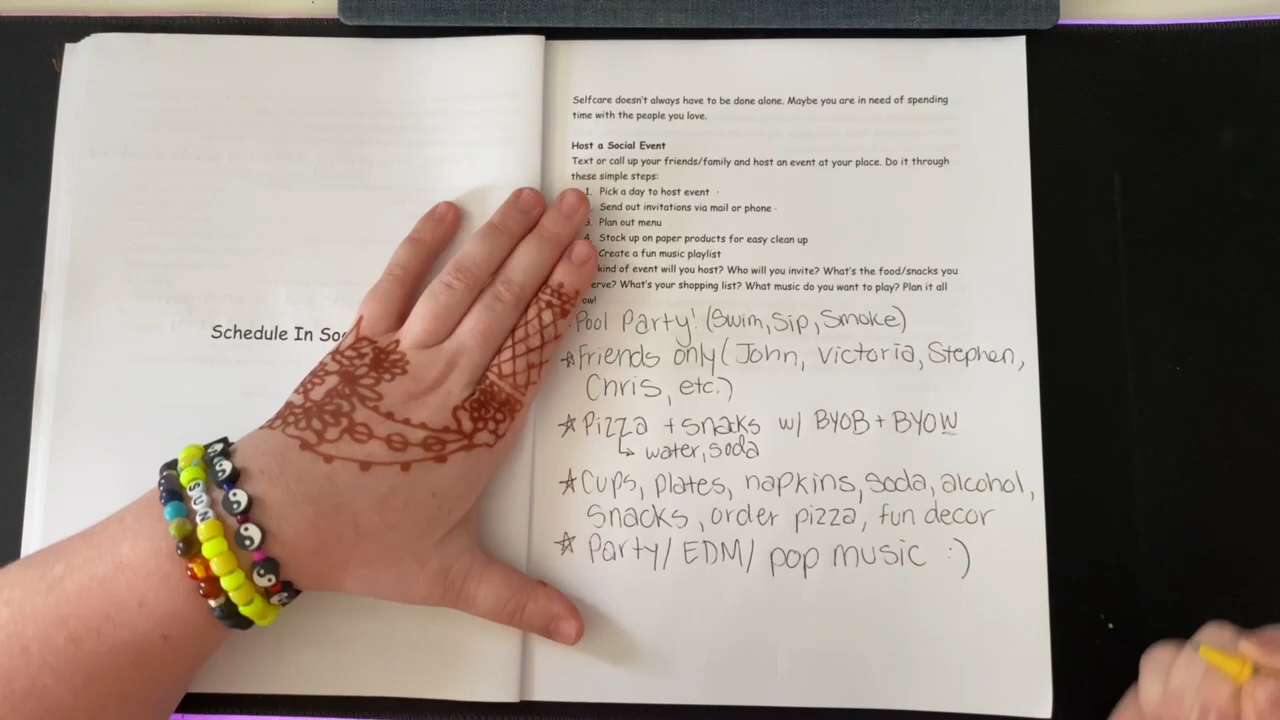 Schedule In So
Selfcare doesn't always have to be done alone. Maybe you are in need of spending
time with the people you love.
Host a Social Event
Text or call up your friends/family and host an event at your place. Do it through
these simple steps:
1. Pick a day to host event
Send out invitations via mail or phone
3. Plan out menu
4. Stock up on paper products for easy clean up
Create a fun music playlist
kind of event will you host? Who will you invite? What's the food/snacks you
erve? What's your shopping list? What music do you want to play? Plan it all
ow!
Pool Party! (Swim, Sip, Smoke)
☆ Friends only (John, Victoria, Stephen,
Chris, etc.)
☆ Pizza + snacks w/ BYOB + BYOW
↳ water, soda
☆ Cups, plates, napkins, soda, alcohol,
snacks, order pizza, fun decor
☆ Party/ EDM/ pop music :)
SUN